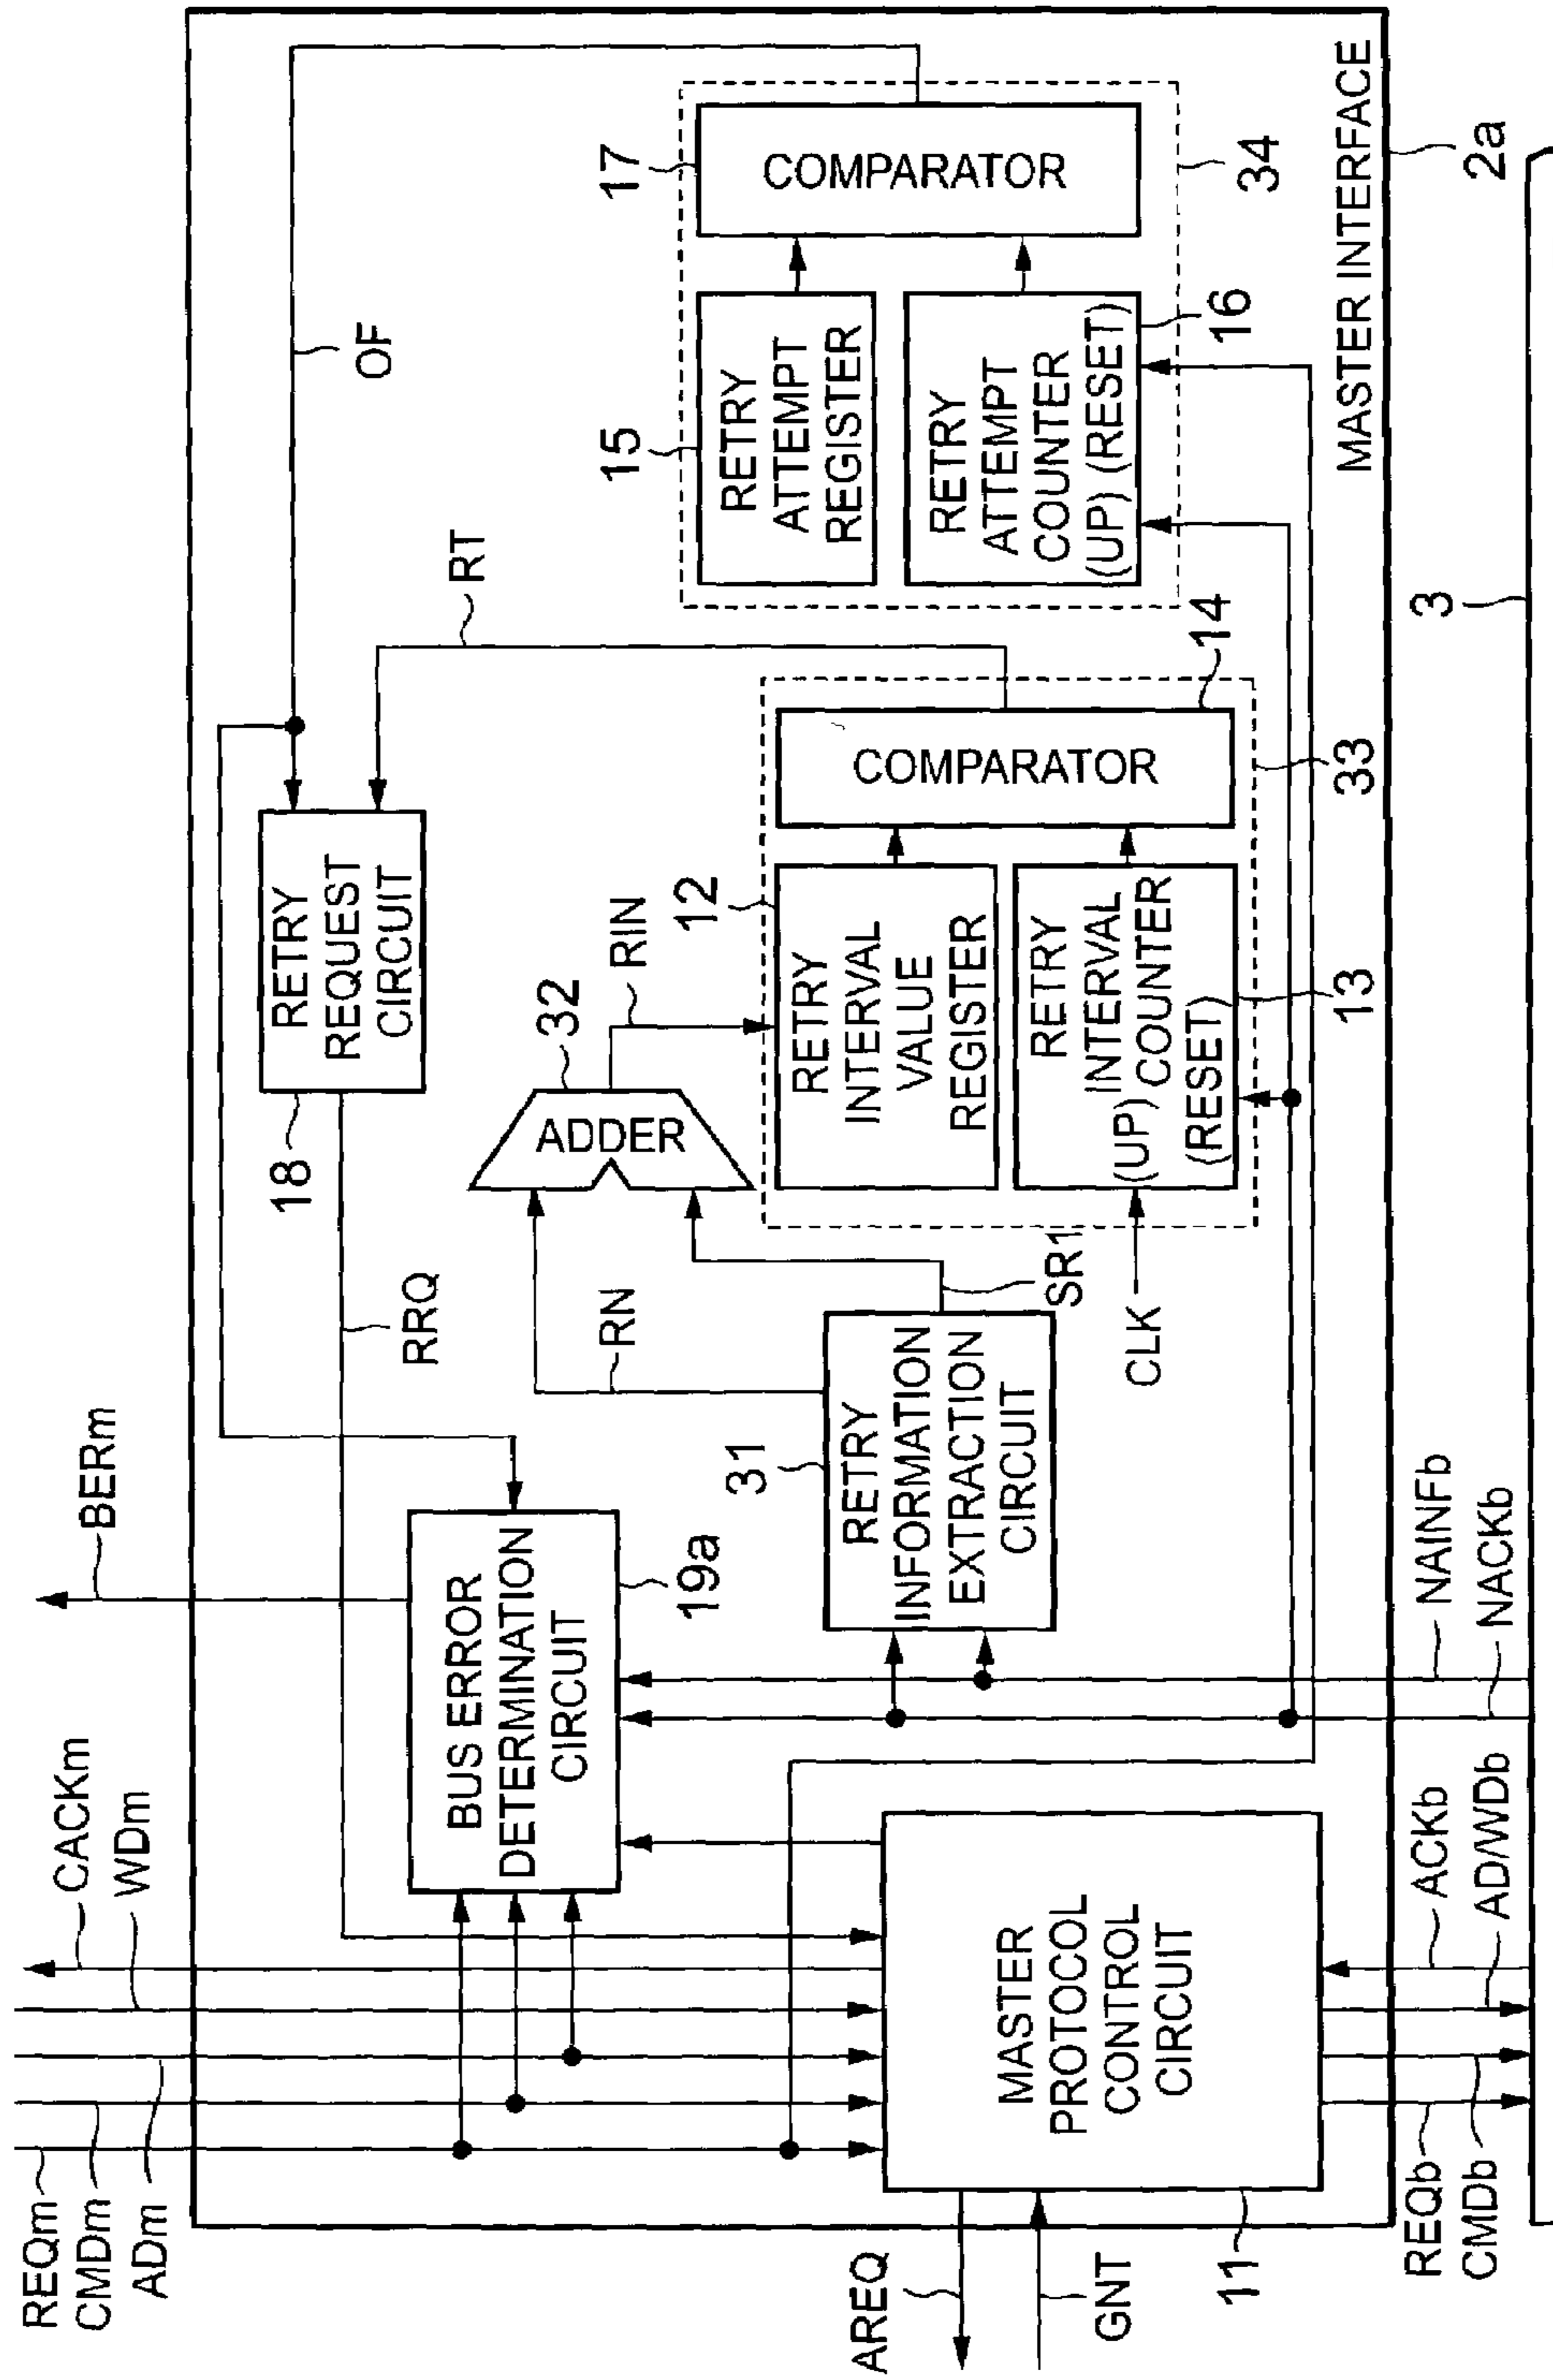 REQm
CMDm
ADm
WDm
CACKm
BERm
AREQ
GNT
MASTER
PROTOCOL
CONTROL
CIRCUIT
11
BUS ERROR
DETERMINATION
CIRCUIT
19a
RRQ
RETRY
REQUEST
CIRCUIT
18
OF
RT
RETRY
INFORMATION
EXTRACTION
CIRCUIT
31
RN
SR1
ADDER
32
RIN
RETRY
INTERVAL
VALUE
REGISTER
12
RETRY
(UP) INTERVAL
COUNTER
(RESET)
13
CLK
COMPARATOR
14
33
RETRY
ATTEMPT
REGISTER
15
RETRY
ATTEMPT
COUNTER
(UP) (RESET)
16
COMPARATOR
17
34
MASTER INTERFACE
2a
REQb
CMDb
AD/WDb
ACKb
NACKb
NAINFb
3